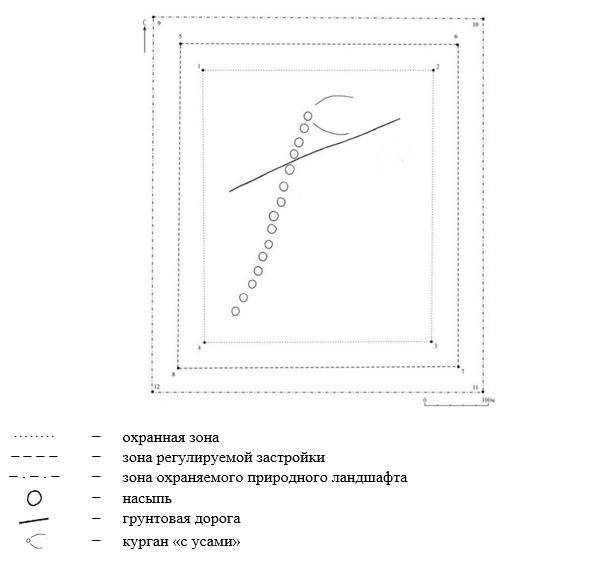 С
9
10
5
6
1
2
4
3
8
7
12
11
0 100м
– охранная зона
– зона регулируемой застройки
– зона охраняемого природного ландшафта
– насыпь
– грунтовая дорога
– курган «с усами»